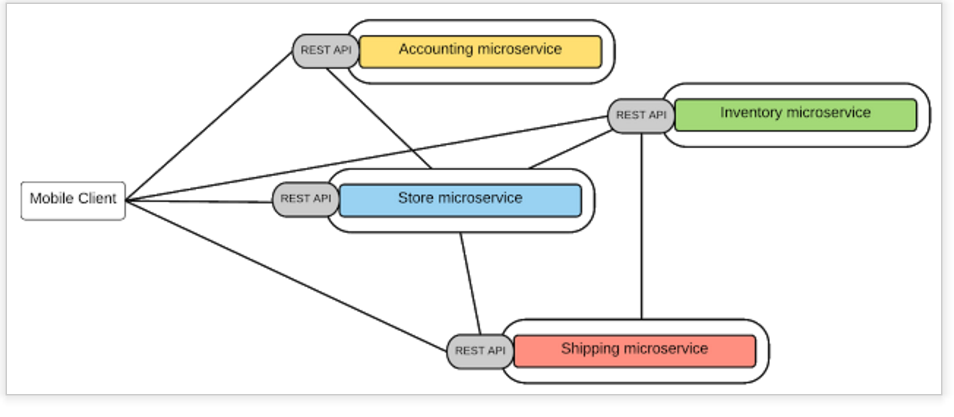 REST API
Accounting microservice
REST API
Inventory microservice
Mobile Client
REST API
Store microservice
REST API
Shipping microservice